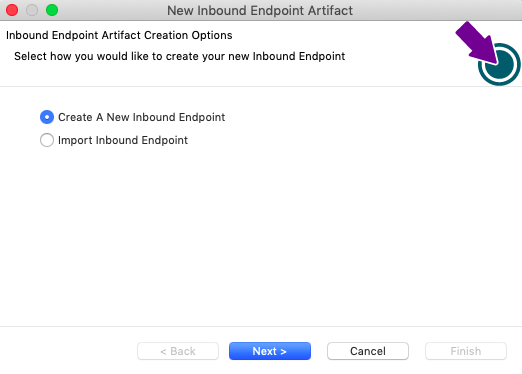 New Inbound Endpoint Artifact
Inbound Endpoint Artifact Creation Options
Select how you would like to create your new Inbound Endpoint
Create A New Inbound Endpoint
Import Inbound Endpoint
< Back
Next >
Cancel
Finish